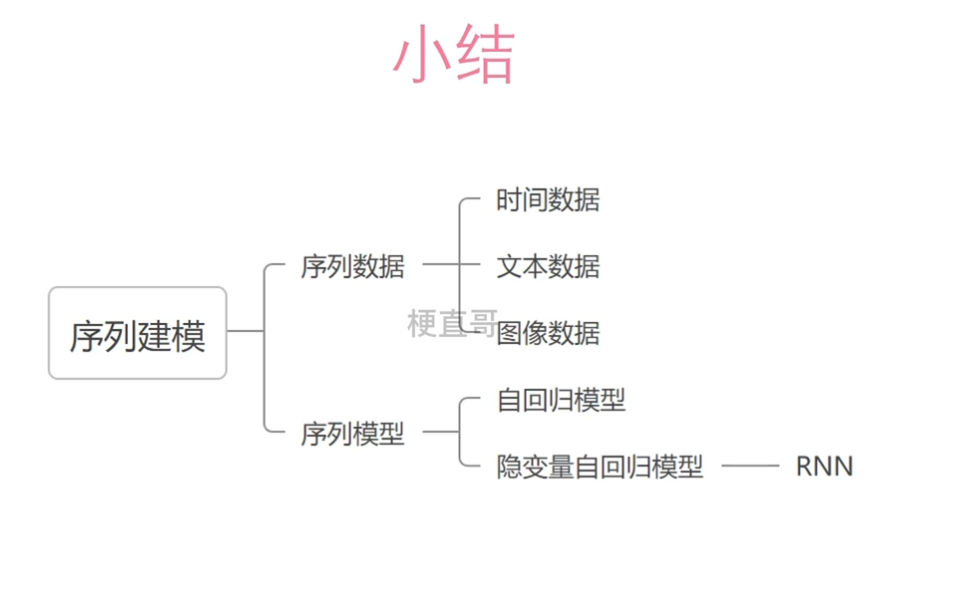 小结
序列建模
序列数据
时间数据
文本数据
图像数据
序列模型
自回归模型
隐变量自回归模型
RNN
梗直哥